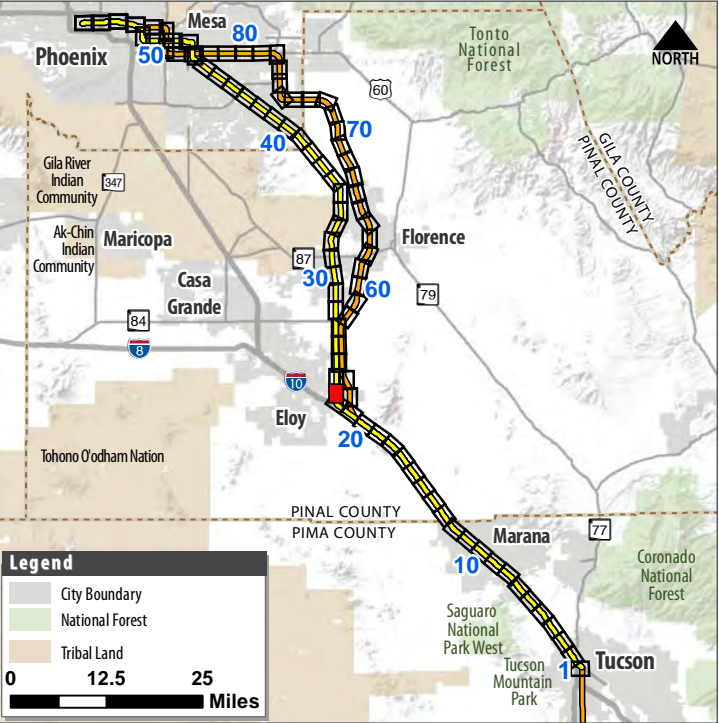 Mesa
80
Phoenix
50
Tonto
National
Forest
NORTH
60
70
40
GILA COUNTY
PINAL COUNTY
Gila River
Indian
Community
347
Ak-Chin
Indian
Community
Maricopa
Florence
87
30
60
Casa
Grande
79
84
8
10
Eloy
20
Tohono O'odham Nation
PINAL COUNTY
PIMA COUNTY
Marana
77
10
Coronado
National
Forest
Saguaro
National
Park West
Tucson
Mountain
Park
1
Tucson
Legend
City Boundary
National Forest
Tribal Land
0 12.5 25
Miles